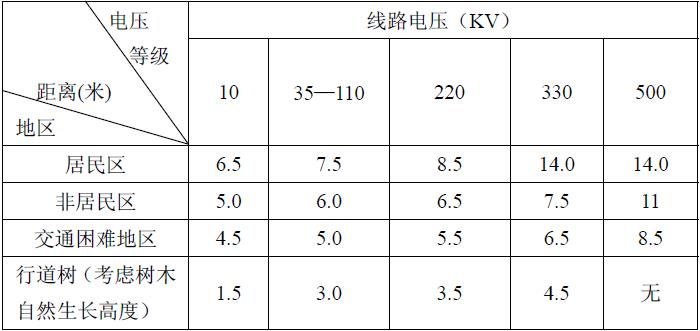 电压
等级
距离(米)
地区
线路电压（KV）
10 35—110 220 330 500
居民区 6.5 7.5 8.5 14.0 14.0
非居民区 5.0 6.0 6.5 7.5 11
交通困难地区 4.5 5.0 5.5 6.5 8.5
行道树（考虑树木
自然生长高度） 1.5 3.0 3.5 4.5 无